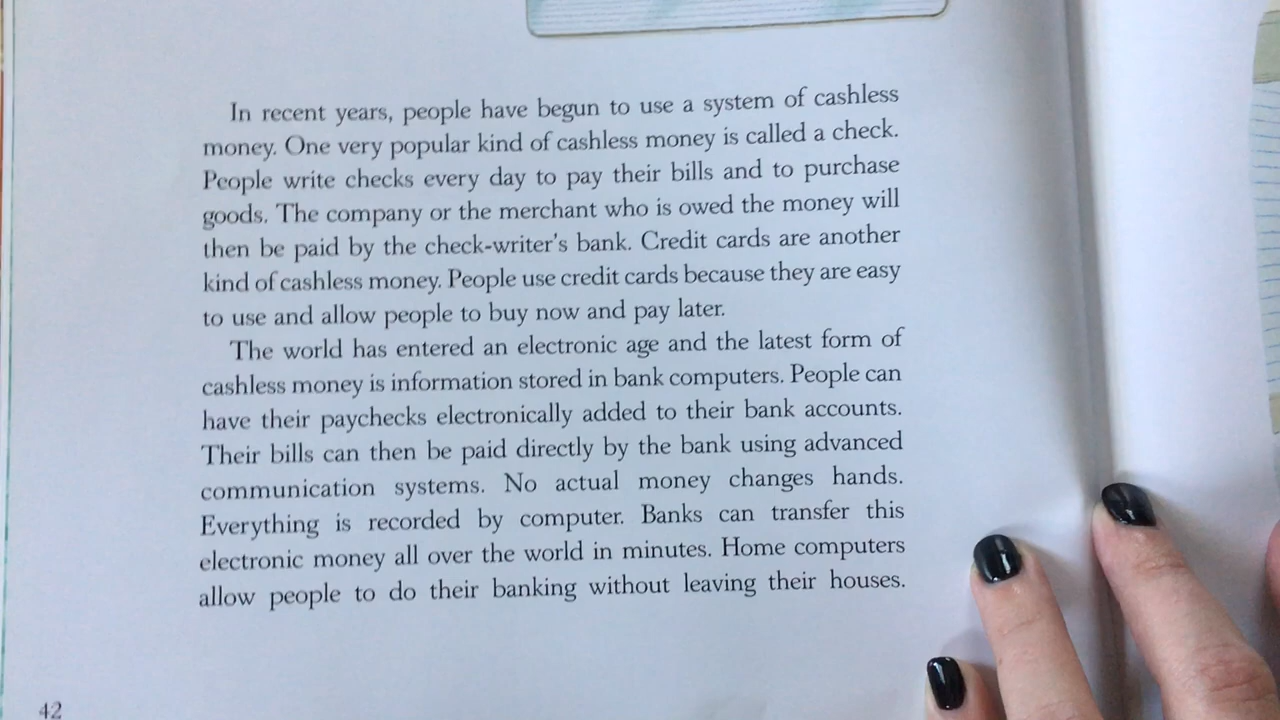 In recent years, people have begun to use a system of cashless
money. One very popular kind of cashless money is called a check.
People write checks every day to pay their bills and to purchase
goods. The company or the merchant who is owed the money will
then be paid by the check-writer's bank. Credit cards are another
kind of cashless money. People use credit cards because they are easy
to use and allow people to buy now and pay later.
The world has entered an electronic age and the latest form of
cashless money is information stored in bank computers. People can
have their paychecks electronically added to their bank accounts.
Their bills can then be paid directly by the bank using advanced
communication systems. No actual money changes hands.
Everything is recorded by computer. Banks can transfer this
electronic money all over the world in minutes. Home computers
allow people to do their banking without leaving their houses.
42